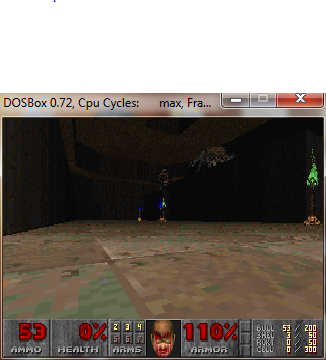 DOSBox 0.72, Cpu Cycles: max, Fra...
53 0% 2 3 4 110% BULL 53 / 200
5 6 7 SHEL 3 / 50
RCKT 0 / 50
AMMO HEALTH ARMS ARMOR CELL 0 / 300